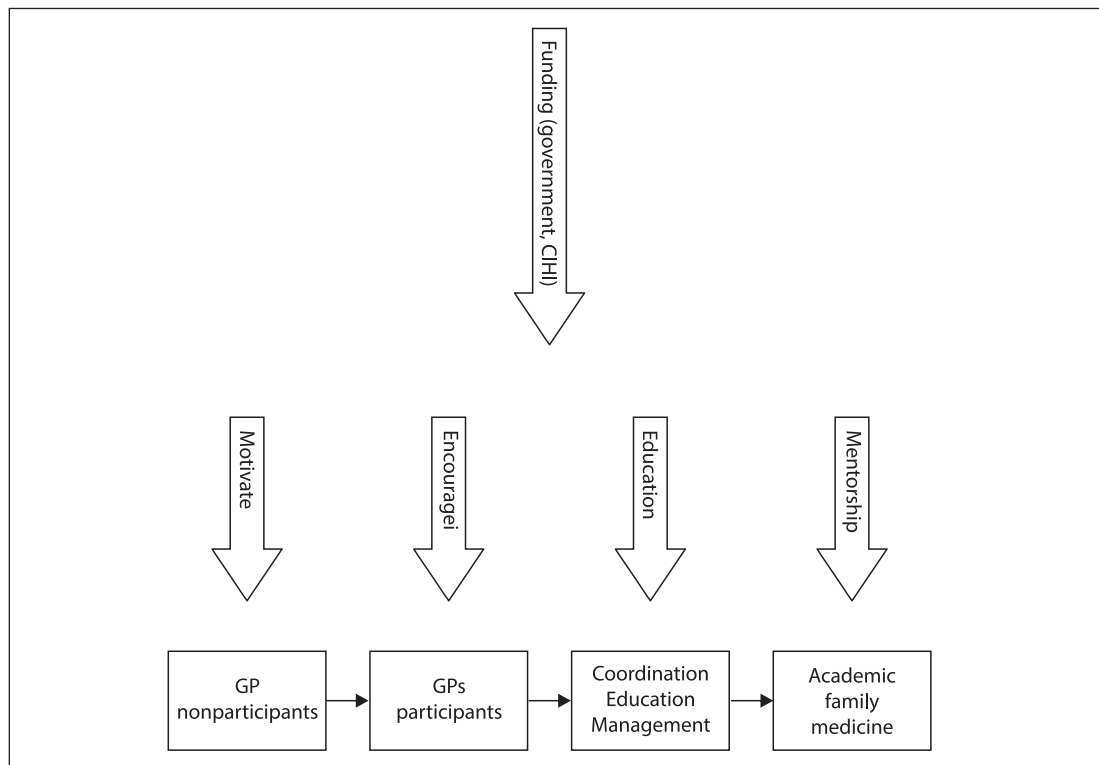 Funding (government, CIHI)
Motivate
Encouragei
Education
Mentorship
GP
nonparticipants
GPs
participants
Coordination
Education
Management
Academic
family
medicine